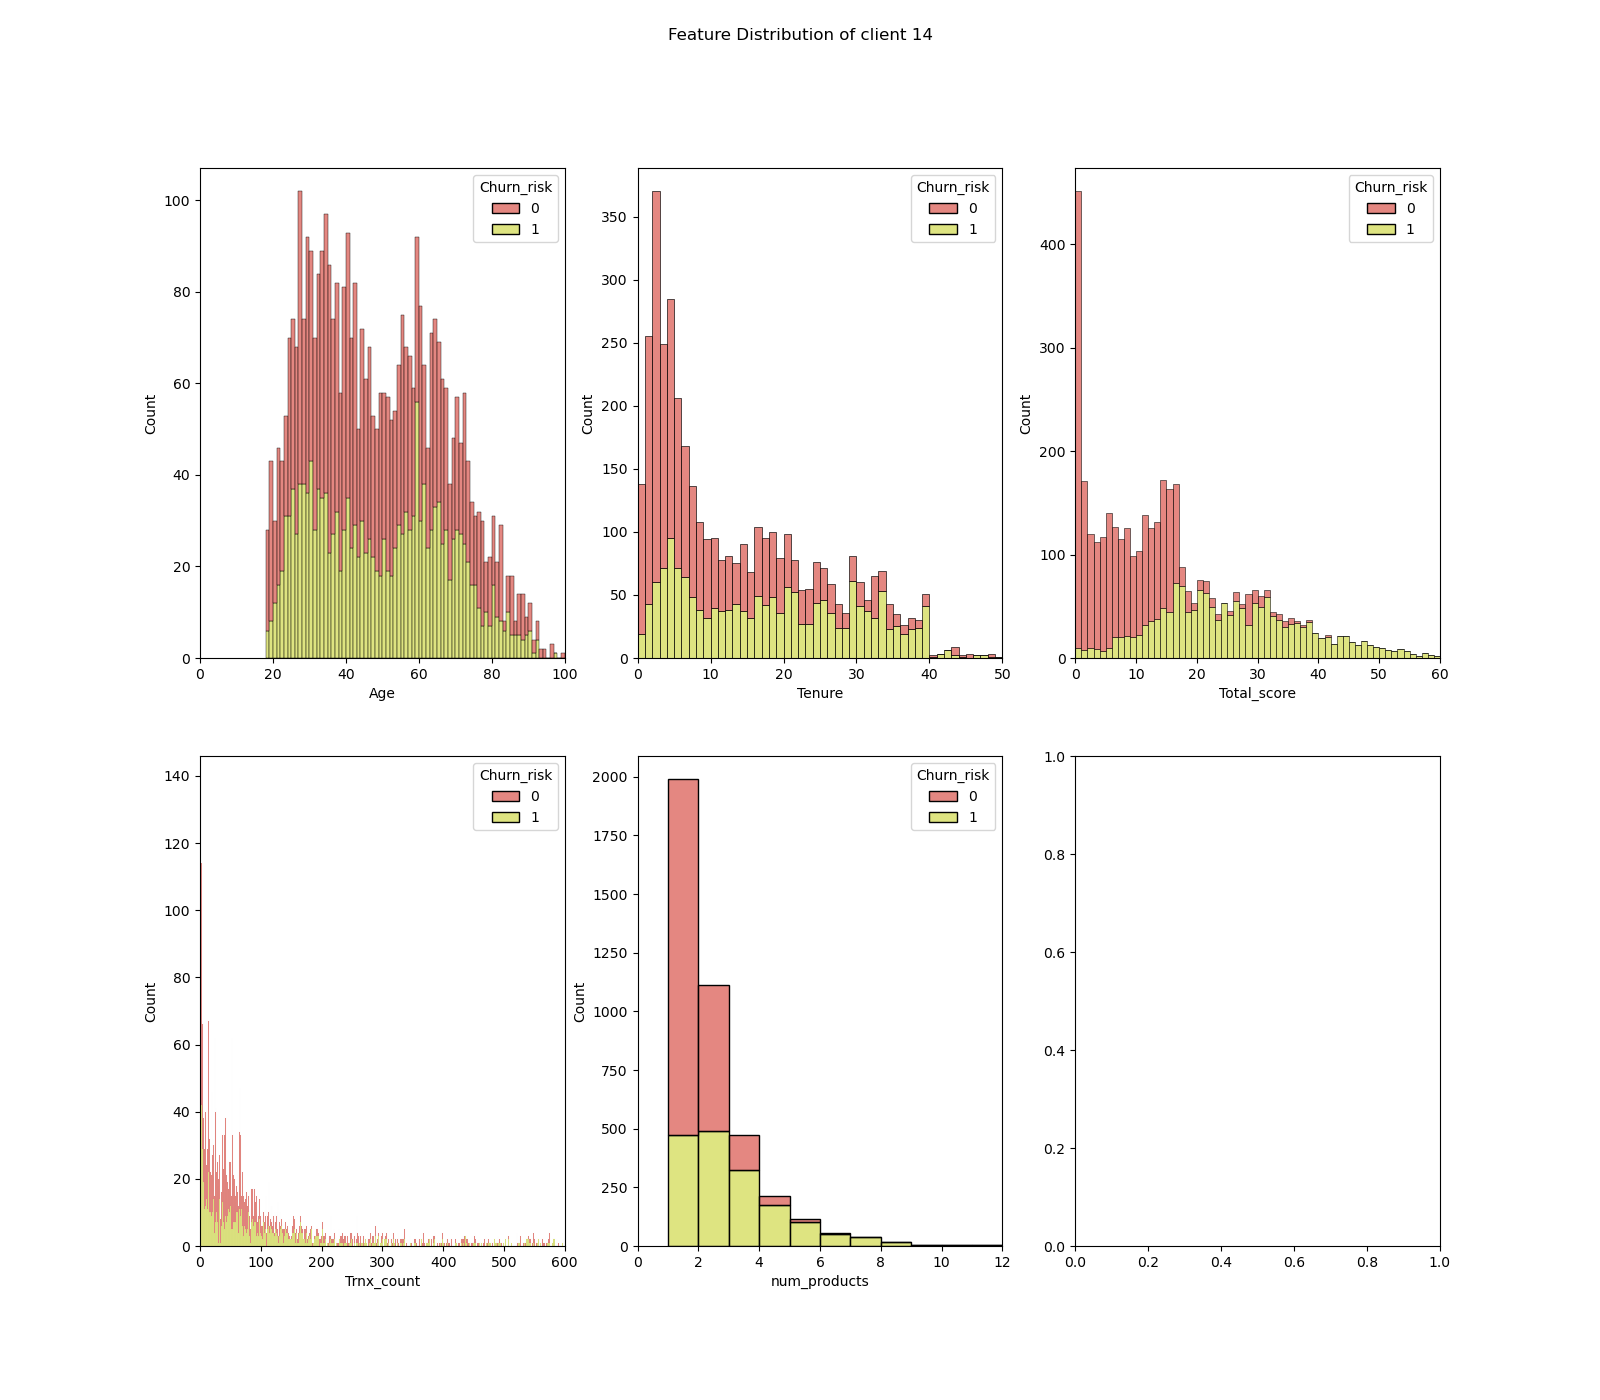 Feature Distribution of client 14
Count
100
80
60
40
20
0
Churn_risk
0
1
0 20 40 60 80 100
Age
Count
350
300
250
200
150
100
50
0
Churn_risk
0
1
0 10 20 30 40 50
Tenure
Count
400
300
200
100
0
Churn_risk
0
1
0 10 20 30 40 50 60
Total_score
Count
140
120
100
80
60
40
20
0
Churn_risk
0
1
0 100 200 300 400 500 600
Trnx_count
Count
2000
1750
1500
1250
1000
750
500
250
0
Churn_risk
0
1
0 2 4 6 8 10 12
num_products
1.0
0.8
0.6
0.4
0.2
0.0
0.0 0.2 0.4 0.6 0.8 1.0